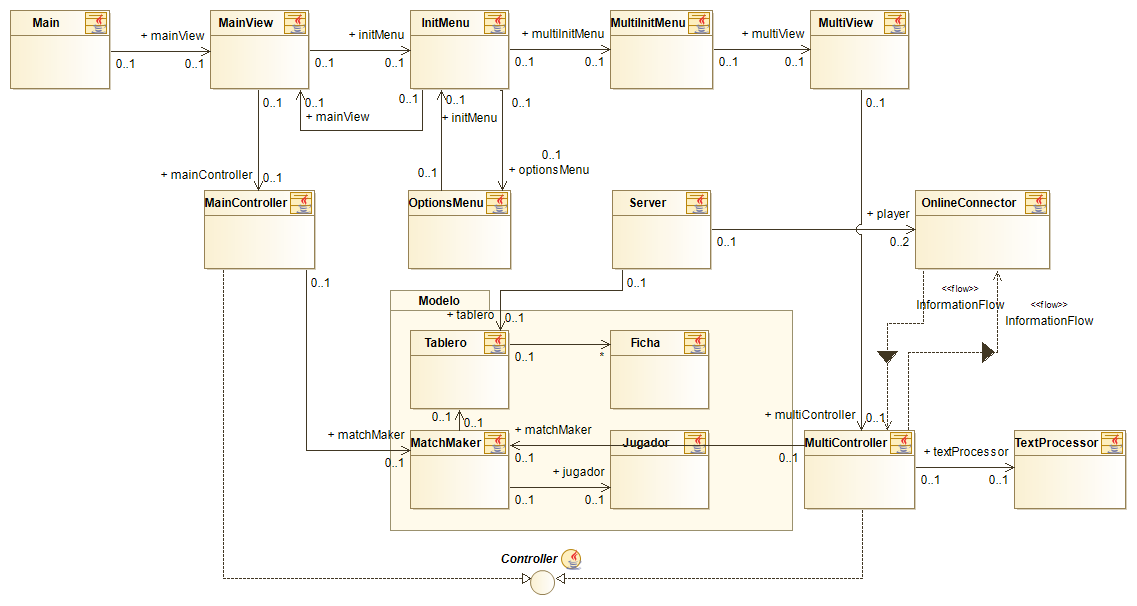 Main
MainView
InitMenu
MultiInitMenu
MultiView
+ mainView
0..1
0..1
+ initMenu
0..1
0..1
+ multiInitMenu
0..1
0..1
+ multiView
0..1
0..1
0..1
0..1
+ mainView
0..1
0..1
+ initMenu
0..1
0..1
0..1
0..1
+ optionsMenu
+ mainController
0..1
MainController
OptionsMenu
Server
OnlineConnector
+ player
0..1
0..2
0..1
0..1
<<flow>>
InformationFlow
<<flow>>
InformationFlow
Modelo
+ tablero
0..1
Tablero
Ficha
0..1
*
0..1
0..1
+ multiController
0..1
+ matchMaker
0..1
MatchMaker
+ matchMaker
0..1
Jugador
0..1
MultiController
TextProcessor
+ textProcessor
0..1
0..1
+ jugador
0..1
0..1
Controller